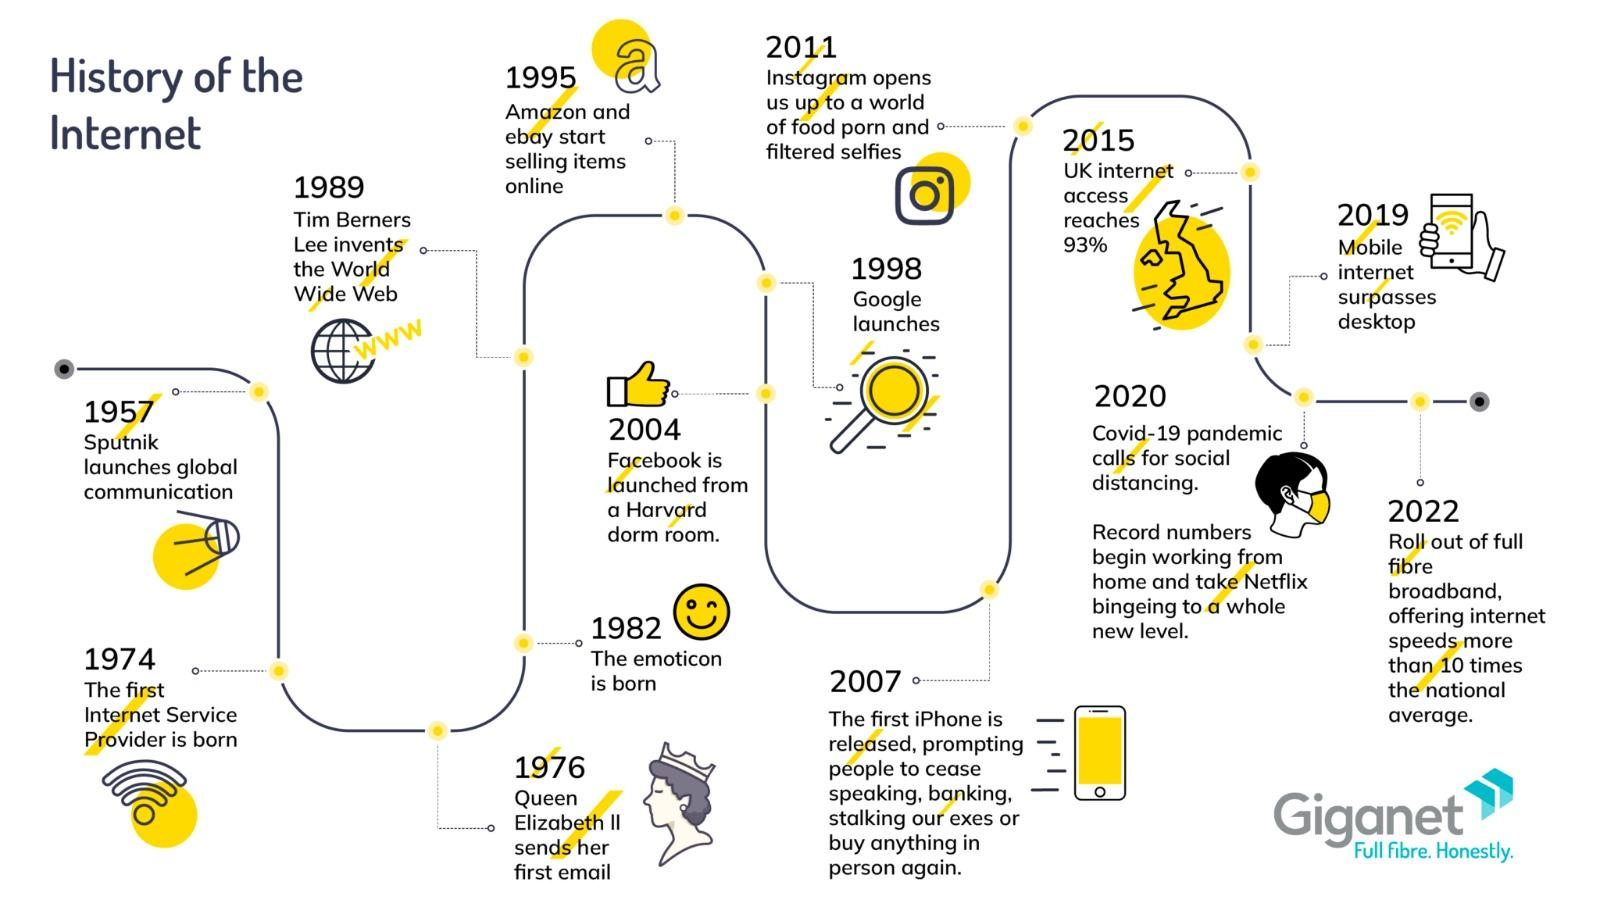 History of the
Internet
1957
Sputnik
launches global
communication
1974
The first
Internet Service
Provider is born
1976
Queen
Elizabeth II
sends her
first email
1982
The emoticon
is born
1989
Tim Berners
Lee invents
the World
Wide Web
WWW
1995
a
Amazon and
ebay start
selling items
online
1998
Google
launches
2004
Facebook is
launched from
a Harvard
dorm room.
2007
The first iPhone is
released, prompting
people to cease
speaking, banking,
stalking our exes or
buy anything in
person again.
2011
Instagram opens
us up to a world
of food porn and
filtered selfies
2015
UK internet
access
reaches
93%
2019
Mobile
internet
surpasses
desktop
2020
Covid-19 pandemic
calls for social
distancing.
Record numbers
begin working from
home and take Netflix
bingeing to a whole
new level.
2022
Roll out of full
fibre
broadband,
offering internet
speeds more
than 10 times
the national
average.
Giganet
Full fibre. Honestly.